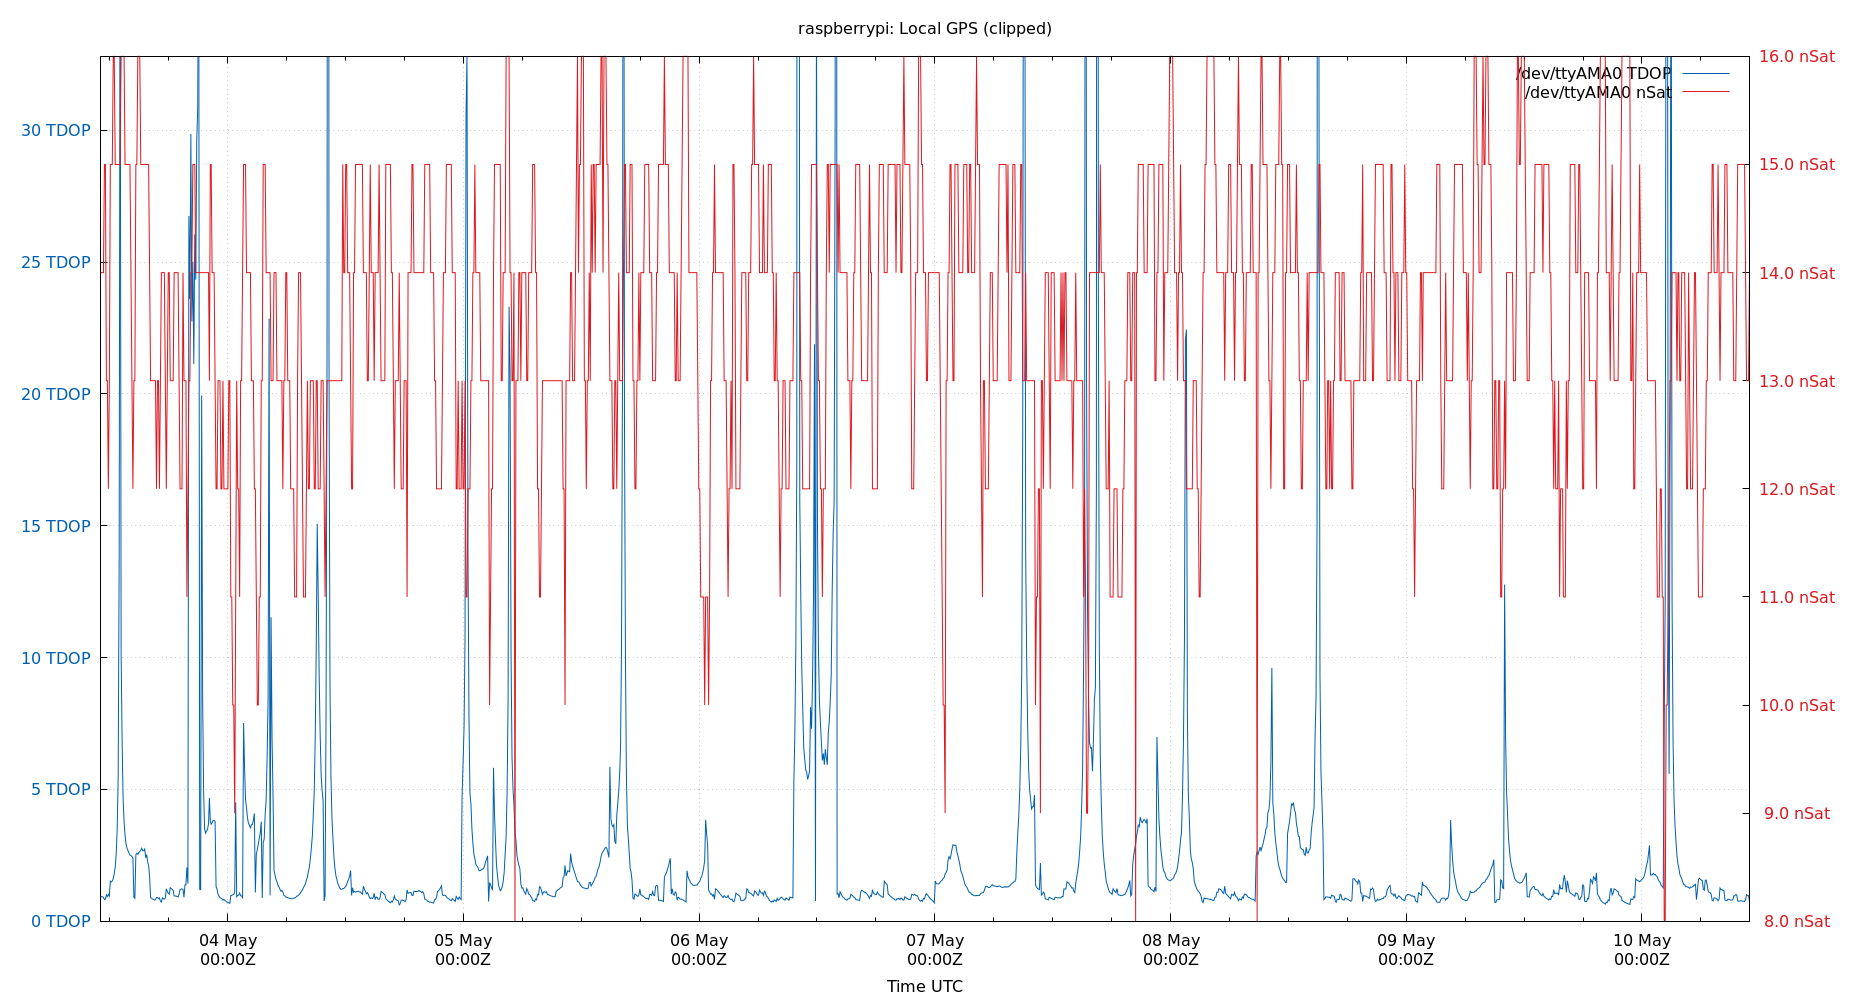 raspberrypi: Local GPS (clipped)
/dev/ttyAMA0 TDOP
/dev/ttyAMA0 nSat
30 TDOP
25 TDOP
20 TDOP
15 TDOP
10 TDOP
5 TDOP
0 TDOP
16.0 nSat
15.0 nSat
14.0 nSat
13.0 nSat
12.0 nSat
11.0 nSat
10.0 nSat
9.0 nSat
8.0 nSat
04 May
00:00Z
05 May
00:00Z
06 May
00:00Z
07 May
00:00Z
08 May
00:00Z
09 May
00:00Z
10 May
00:00Z
Time UTC